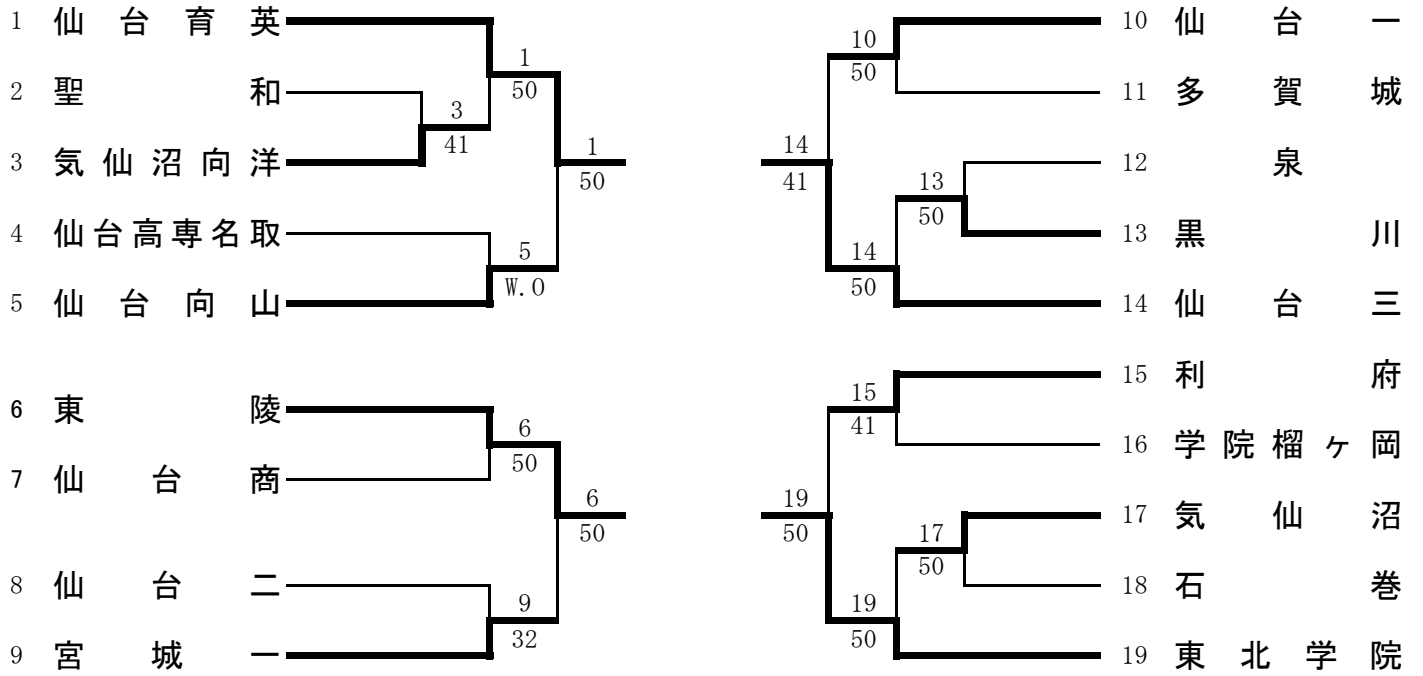 1 仙台育英
1
50
2 聖和
3
41
3 気仙沼向洋
1
50
4 仙台高専名取
5
W.O
5 仙台向山
6 東陵
6
50
7 仙台商
6
50
8 仙台二
9
32
9 宮城一
10 仙台一
10
50
11 多賀城
12 泉
14
41
13
50
13 黒川
14
50
14 仙台三
15 利府
15
41
16 学院榴ヶ岡
19
50
17 気仙沼
17
50
18 石巻
19
50
19 東北学院